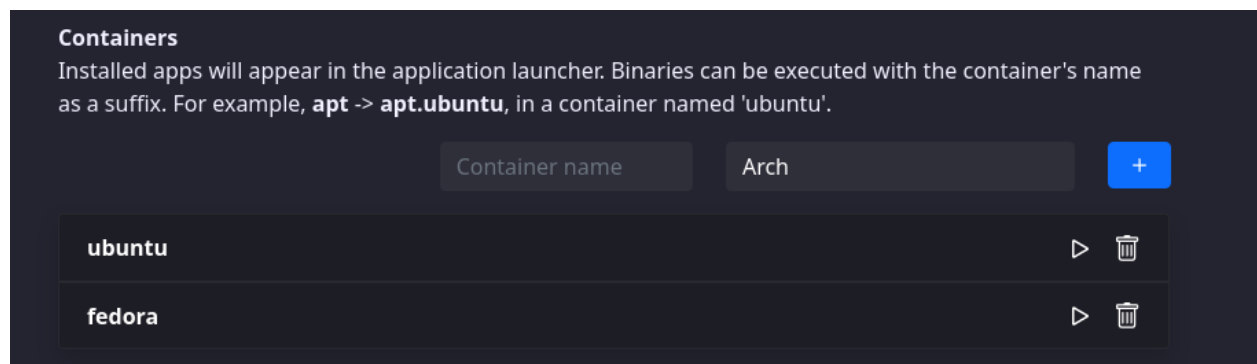 Containers
Installed apps will appear in the application launcher. Binaries can be executed with the container's name
as a suffix. For example, apt -> apt.ubuntu, in a container named 'ubuntu'.
Container name Arch +
ubuntu
fedora